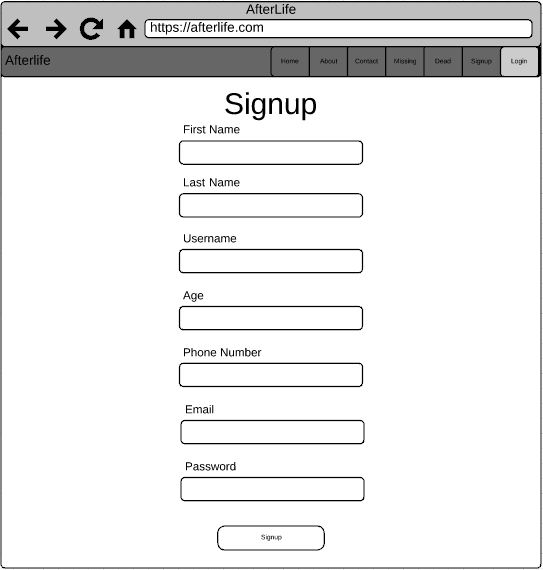 AfterLife
https://afterlife.com
Afterlife Home About Contact Missing Dead Signup Login
Signup
First Name
Last Name
Username
Age
Phone Number
Email
Password
Signup